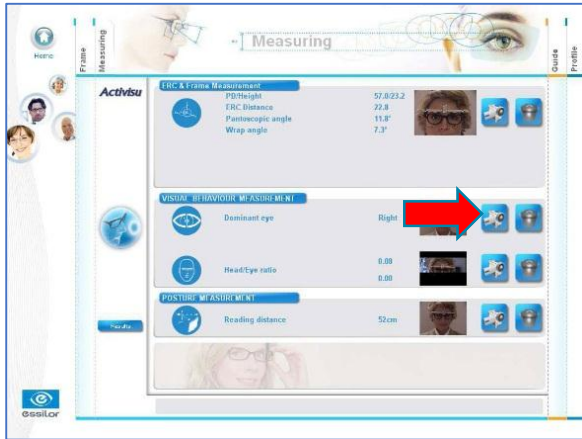 Measuring
Home
Frame
Measuring
Guide
Profile
Activisu
ERC & Frame Measurement
PD/Height 57.0/23.2
ERC Distance 22.8
Pantoscopic angle 11.8°
Wrap angle 7.3°
VISUAL BEHAVIOUR MEASUREMENT
Dominant eye Right
Head/Eye ratio 0.08
0.00
POSTURE MEASUREMENT
Reading distance 52cm
Results
essilor